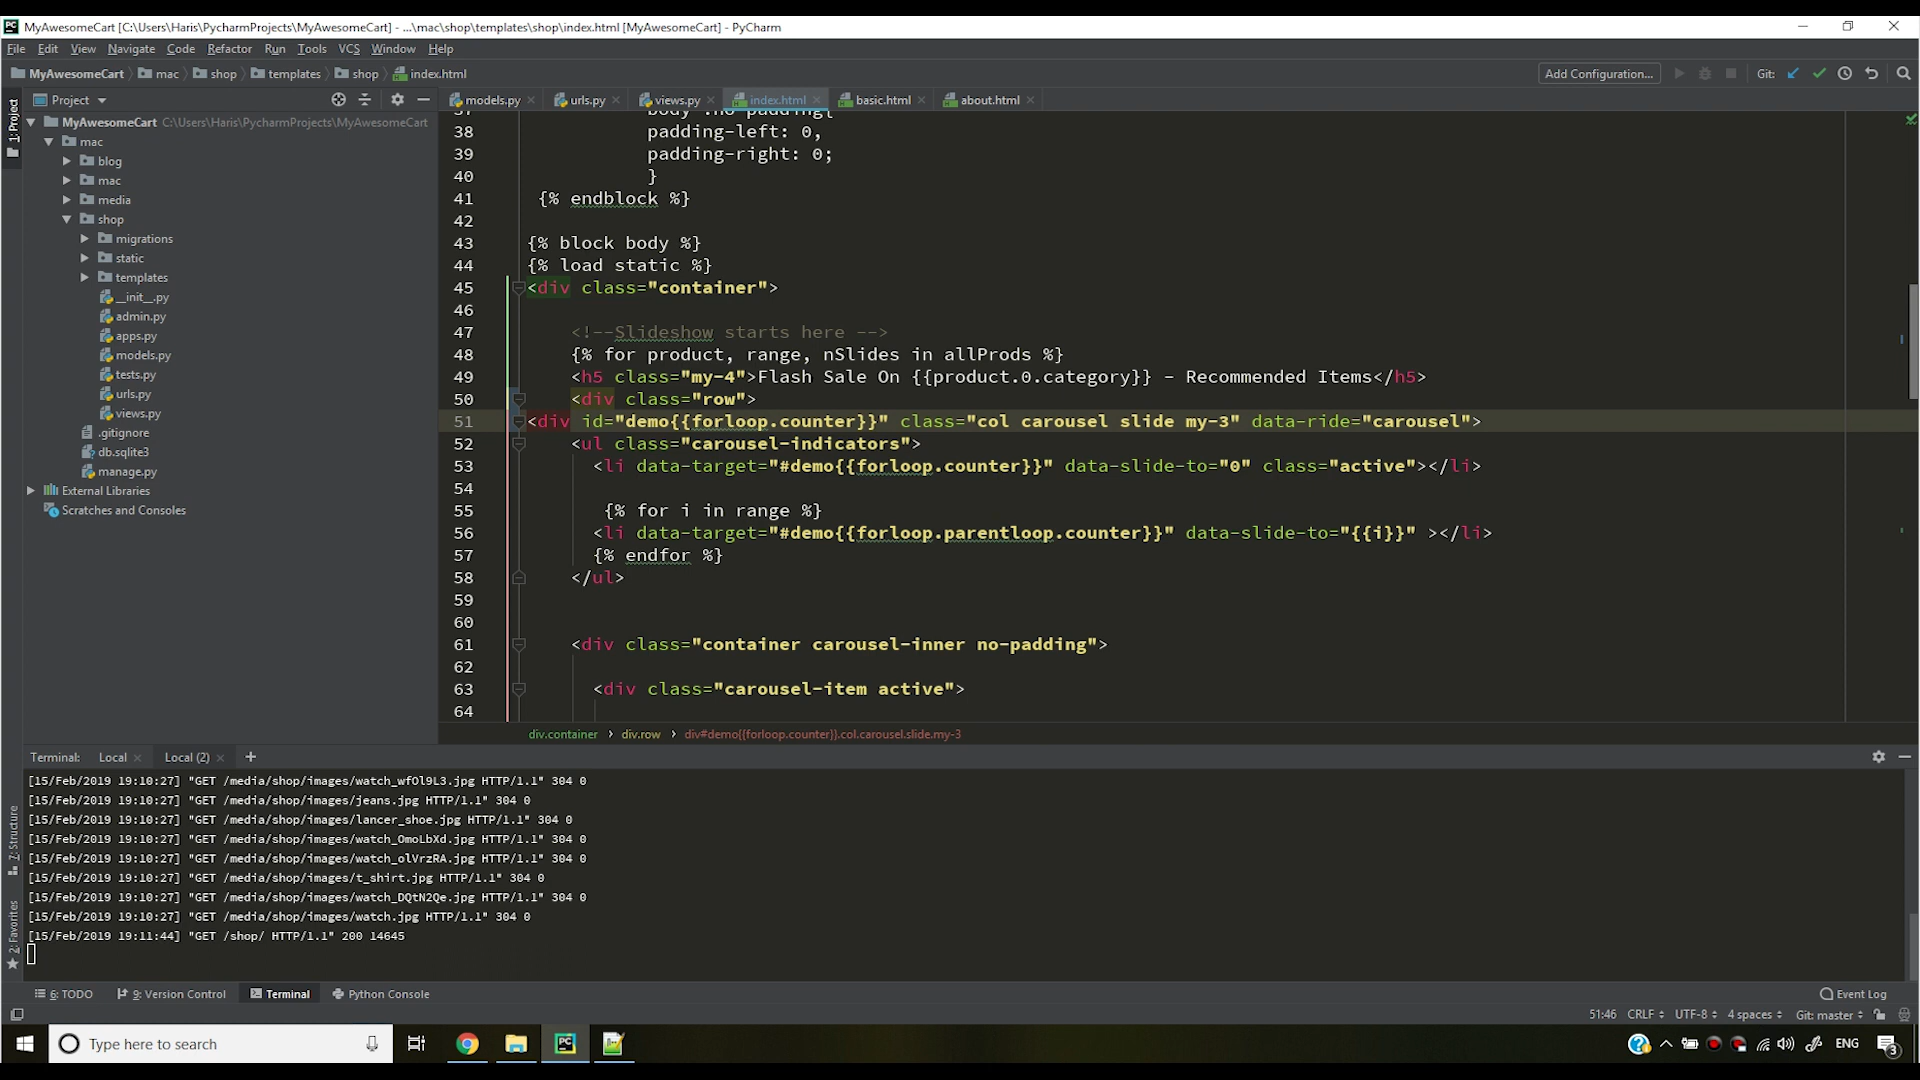 MyAwesomeCart [C:\Users\Haris\PycharmProjects\MyAwesomeCart] - ...\mac\shop\templates\shop\index.html [MyAwesomeCart] - PyCharm
File Edit View Navigate Code Refactor Run Tools VCS Window Help
MyAwesomeCart mac shop templates shop index.html Add Configuration... Git:
Project models.py urls.py views.py index.html basic.html about.html
1: Project
MyAwesomeCart C:\Users\Haris\PycharmProjects\MyAwesomeCart
mac
blog
mac
media
shop
migrations
static
templates
__init__.py
admin.py
apps.py
models.py
tests.py
urls.py
views.py
.gitignore
db.sqlite3
manage.py
External Libraries
Scratches and Consoles
37 body .no-padding{
38 padding-left: 0,
39 padding-right: 0;
40 }
41 {% endblock %}
42
43 {% block body %}
44 {% load static %}
45 <div class="container">
46
47 <!--Slideshow starts here -->
48 {% for product, range, nSlides in allProds %}
49 <h5 class="my-4">Flash Sale On {{product.0.category}} - Recommended Items</h5>
50 <div class="row">
51 <div id="demo{{forloop.counter}}" class="col carousel slide my-3" data-ride="carousel">
52 <ul class="carousel-indicators">
53 <li data-target="#demo{{forloop.counter}}" data-slide-to="0" class="active"></li>
54
55 {% for i in range %}
56 <li data-target="#demo{{forloop.parentloop.counter}}" data-slide-to="{{i}}" ></li>
57 {% endfor %}
58 </ul>
59
60
61 <div class="container carousel-inner no-padding">
62
63 <div class="carousel-item active">
64
div.container div.row div#demo{{forloop.counter}}.col.carousel.slide.my-3
Terminal: Local Local (2) +
[15/Feb/2019 19:10:27] "GET /media/shop/images/watch_wfOl9L3.jpg HTTP/1.1" 304 0
[15/Feb/2019 19:10:27] "GET /media/shop/images/jeans.jpg HTTP/1.1" 304 0
[15/Feb/2019 19:10:27] "GET /media/shop/images/lancer_shoe.jpg HTTP/1.1" 304 0
[15/Feb/2019 19:10:27] "GET /media/shop/images/watch_OmoLbXd.jpg HTTP/1.1" 304 0
[15/Feb/2019 19:10:27] "GET /media/shop/images/watch_olVrzRA.jpg HTTP/1.1" 304 0
[15/Feb/2019 19:10:27] "GET /media/shop/images/t_shirt.jpg HTTP/1.1" 304 0
[15/Feb/2019 19:10:27] "GET /media/shop/images/watch_DQtN2Qe.jpg HTTP/1.1" 304 0
[15/Feb/2019 19:10:27] "GET /media/shop/images/watch.jpg HTTP/1.1" 304 0
[15/Feb/2019 19:11:44] "GET /shop/ HTTP/1.1" 200 14645
7: Structure
2: Favorites
6: TODO 9: Version Control Terminal Python Console Event Log
51:46 CRLF UTF-8 4 spaces Git: master
Type here to search ENG 3